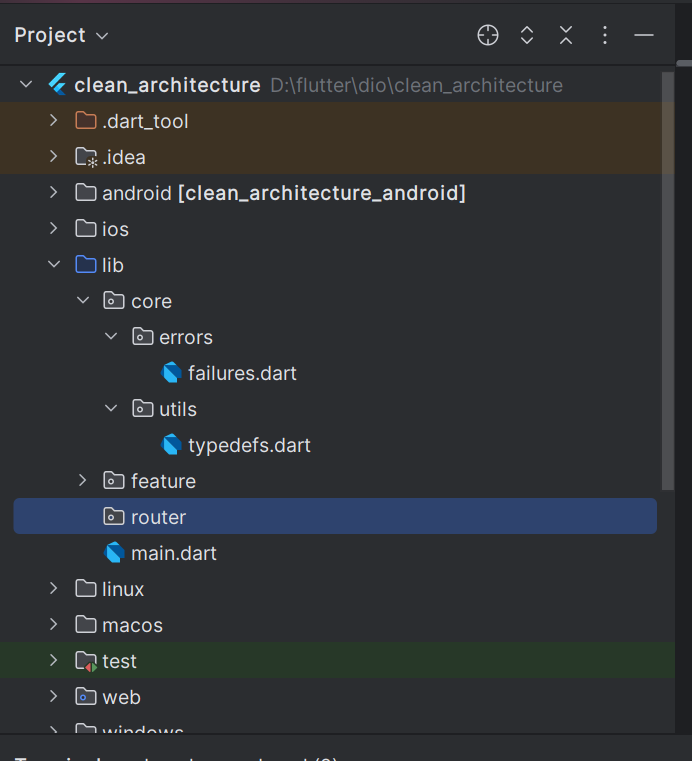 Project
clean_architecture D:\flutter\dio\clean_architecture
.dart_tool
.idea
android [clean_architecture_android]
ios
lib
core
errors
failures.dart
utils
typedefs.dart
feature
router
main.dart
linux
macos
test
web
windows